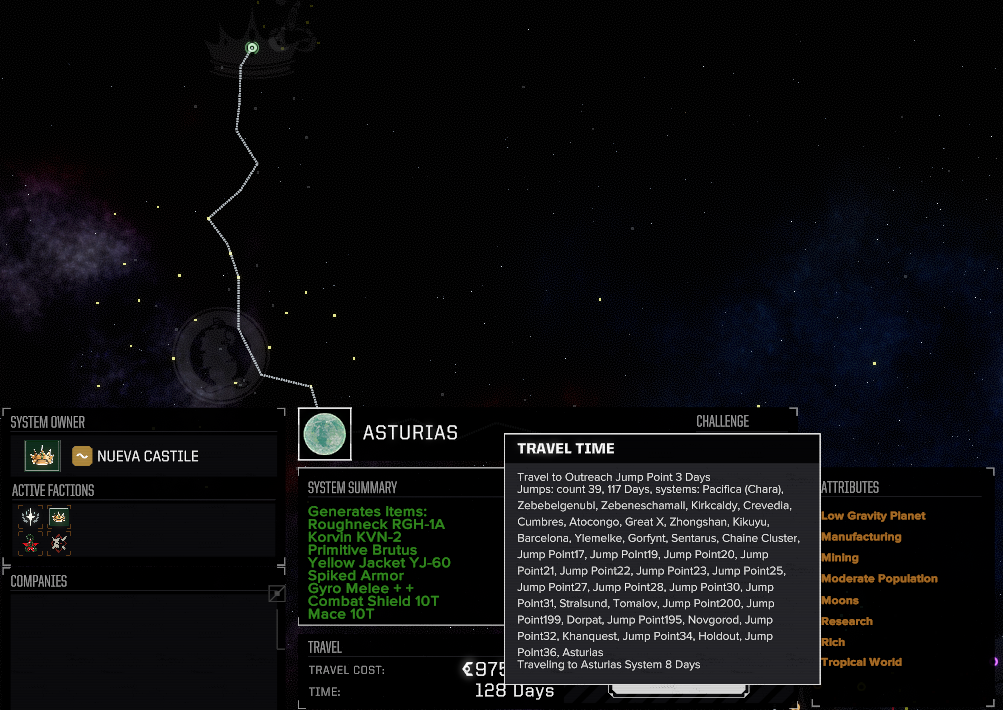 SYSTEM OWNER
NUEVA CASTILE
ACTIVE FACTIONS
COMPANIES
ASTURIAS
CHALLENGE
SYSTEM SUMMARY
Generates Items:
Roughneck RGH-1A
Korvin KVN-2
Primitive Brutus
Yellow Jacket YJ-60
Spiked Armor
Gyro Melee + +
Combat Shield 10T
Mace 10T
TRAVEL
TRAVEL COST:
975
TIME:
128 Days
TRAVEL TIME
Travel to Outreach Jump Point 3 Days
Jumps: count 39, 117 Days, systems: Pacifica (Chara),
Zebebelgenubl, Zebeneschamall, Kirkcaldy, Crevedia,
Cumbres, Atocongo, Great X, Zhongshan, Kikuyu,
Barcelona, Ylemelke, Gorfynt, Sentarus, Chaine Cluster,
Jump Point17, Jump Point19, Jump Point20, Jump
Point21, Jump Point22, Jump Point23, Jump Point25,
Jump Point27, Jump Point28, Jump Point30, Jump
Point31, Stralsund, Tomalov, Jump Point200, Jump
Point199, Dorpat, Jump Point195, Novgorod, Jump
Point32, Khanquest, Jump Point34, Holdout, Jump
Point36, Asturias
Traveling to Asturias System 8 Days
ATTRIBUTES
Low Gravity Planet
Manufacturing
Mining
Moderate Population
Moons
Research
Rich
Tropical World